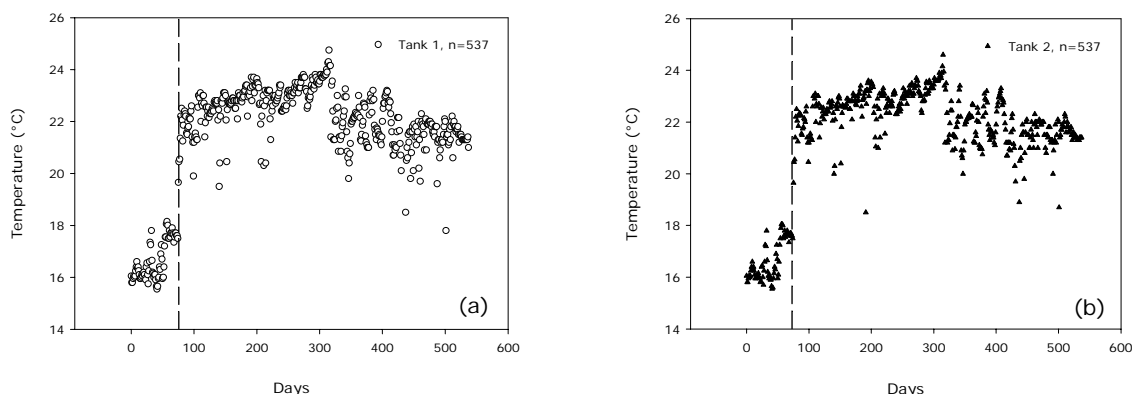 26
24
22
20
18
16
14
Temperature (°C)
Tank 1, n=537
(a)
0 100 200 300 400 500 600
Days
26
24
22
20
18
16
14
Temperature (°C)
Tank 2, n=537
(b)
0 100 200 300 400 500 600
Days